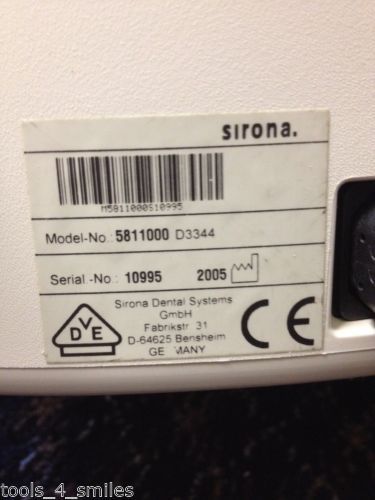 sirona.
M5811000S10995
Model-No.: 5811000 D3344
Serial.-No.: 10995 2005
Sirona Dental Systems
GmbH
Fabrikstr 31
D-64625 Bensheim
GE MANY
DVE
CE
tools_4_smiles